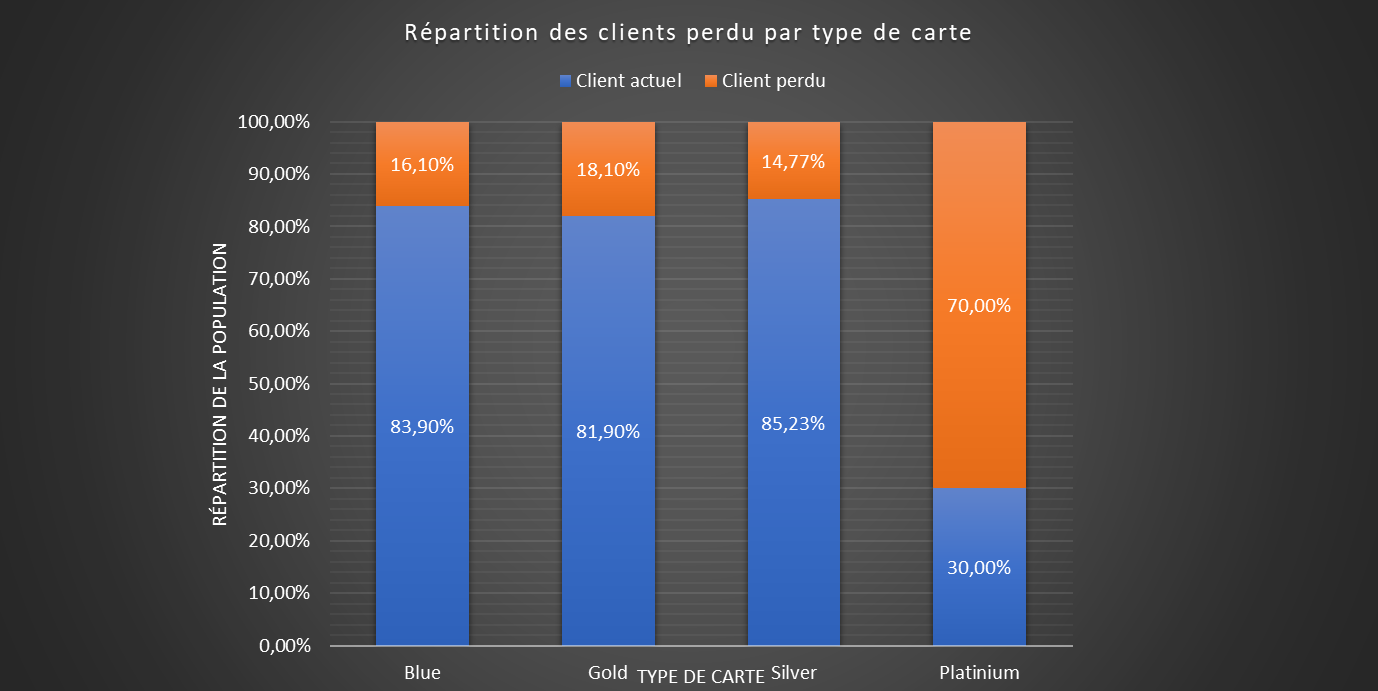 Répartition des clients perdu par type de carte
Client actuel Client perdu
100,00%
90,00%
80,00%
70,00%
60,00%
50,00%
40,00%
30,00%
20,00%
10,00%
0,00%
RÉPARTITION DE LA POPULATION
16,10% 18,10% 14,77% 70,00%
83,90% 81,90% 85,23% 30,00%
Blue Gold Silver Platinium
TYPE DE CARTE